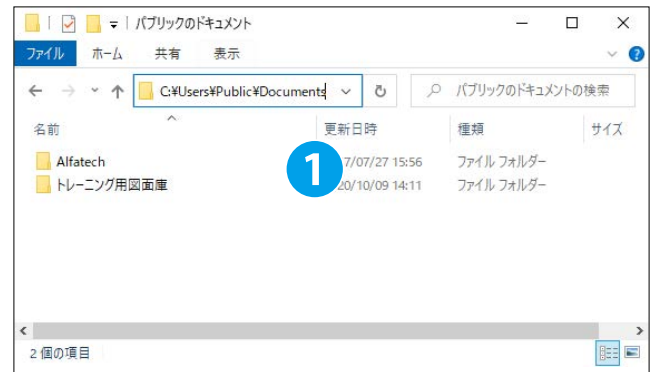 パブリックのドキュメント
ファイル ホーム 共有 表示
C:¥Users¥Public¥Documents パブリックのドキュメントの検索
名前 更新日時 種類 サイズ
Alfatech 7/07/27 15:56 ファイル フォルダー
トレーニング用図面庫 20/10/09 14:11 ファイル フォルダー
1
2 個の項目